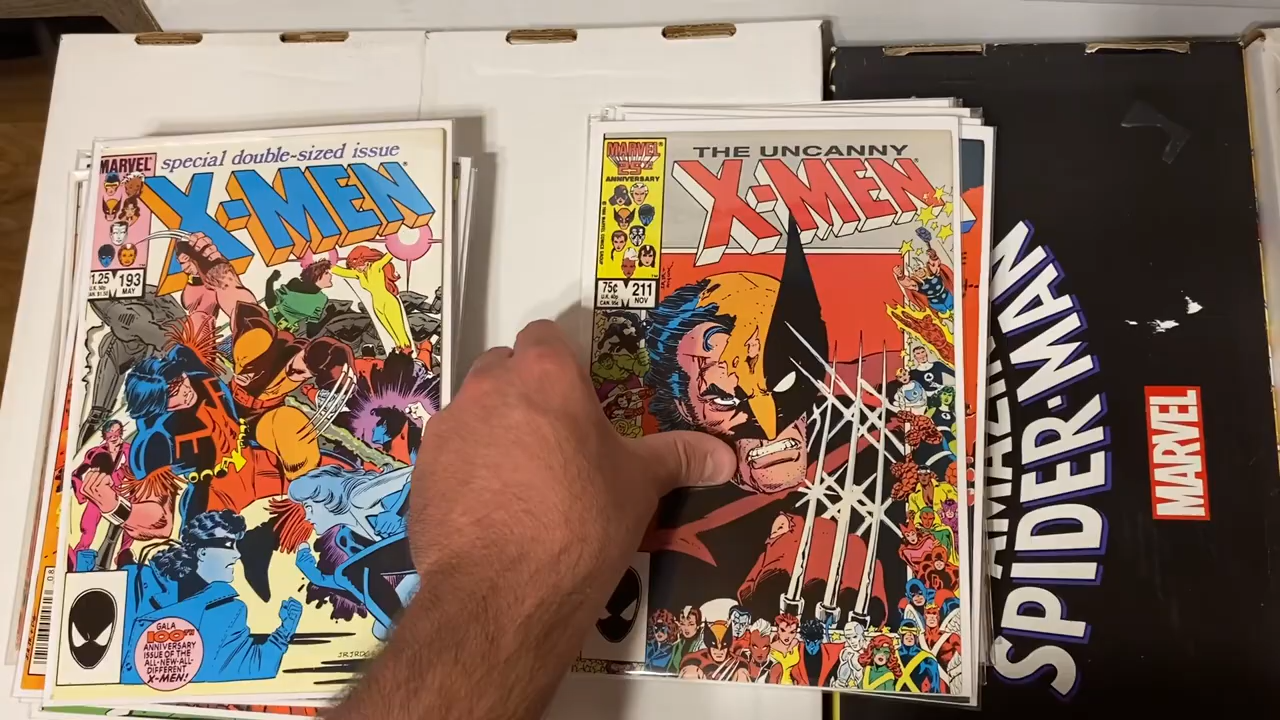 MARVEL
special double-sized issue
X-MEN
1.25
193
MAY
GALA
100TH
ANNIVERSARY
ISSUE OF THE
ALL-NEW-ALL-
DIFFERENT
X-MEN!
MARVEL
25TH
ANNIVERSARY
THE UNCANNY
X-MEN
75¢
211
NOV
AMAZING
SPIDER-MAN
MARVEL